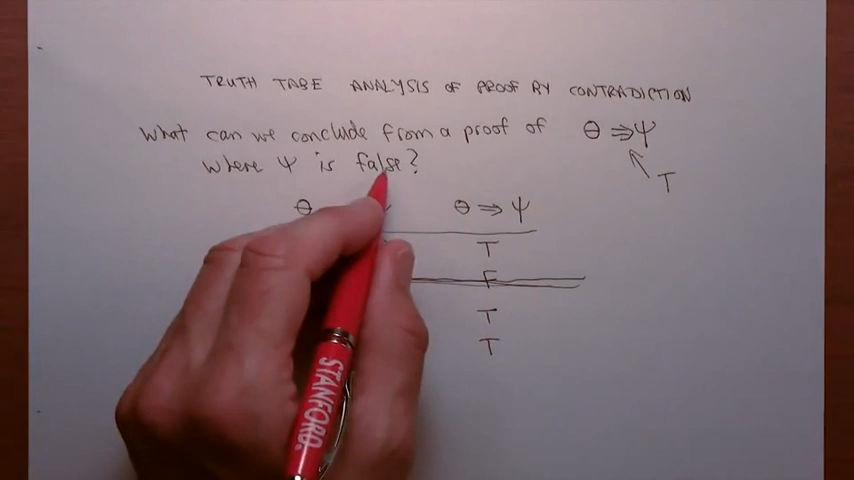 TRUTH TABE ANALYSIS OF PROOF BY CONTRADICTION
What can we conclude from a proof of θ ⇒ Ψ
where Ψ is false?
T
θ θ ⇒ Ψ
T
F
T
T
STANFORD.